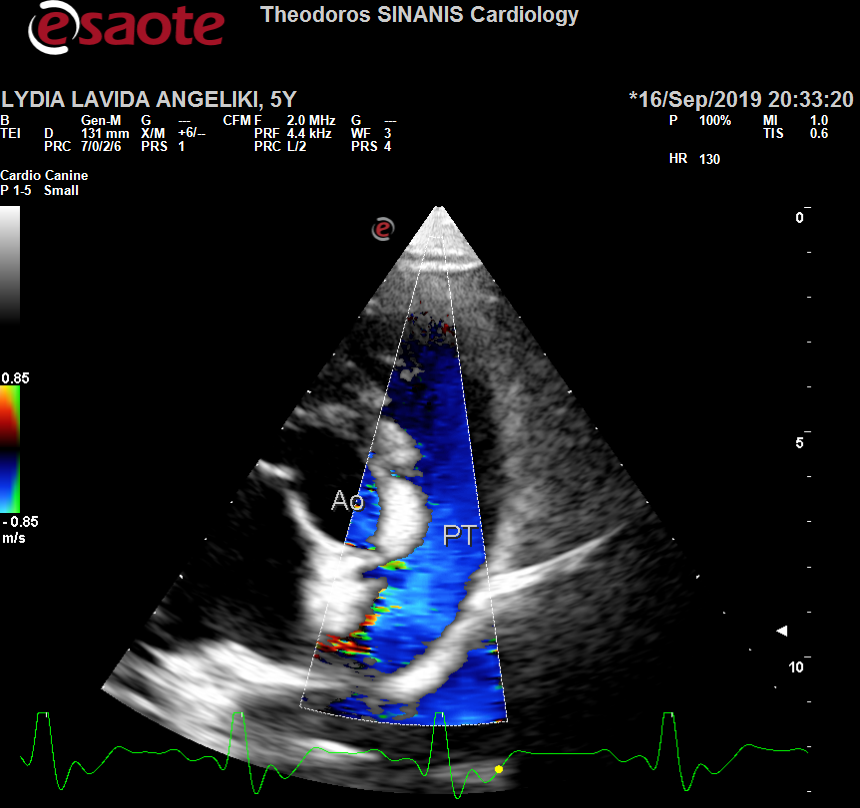 esaote
Theodoros SINANIS Cardiology
LYDIA LAVIDA ANGELIKI, 5Y
*16/Sep/2019 20:33:20
B Gen-M G --- CFM F 2.0 MHz G --- P 100% MI 1.0
TEI D 131 mm X/M +6/-- PRF 4.4 kHz WF 3 TIS 0.6
PRC 7/0/2/6 PRS 1 PRC L/2 PRS 4
HR 130
Cardio Canine
P 1-5 Small
e
0
0.85
5
Ao
- 0.85
PT
m/s
10